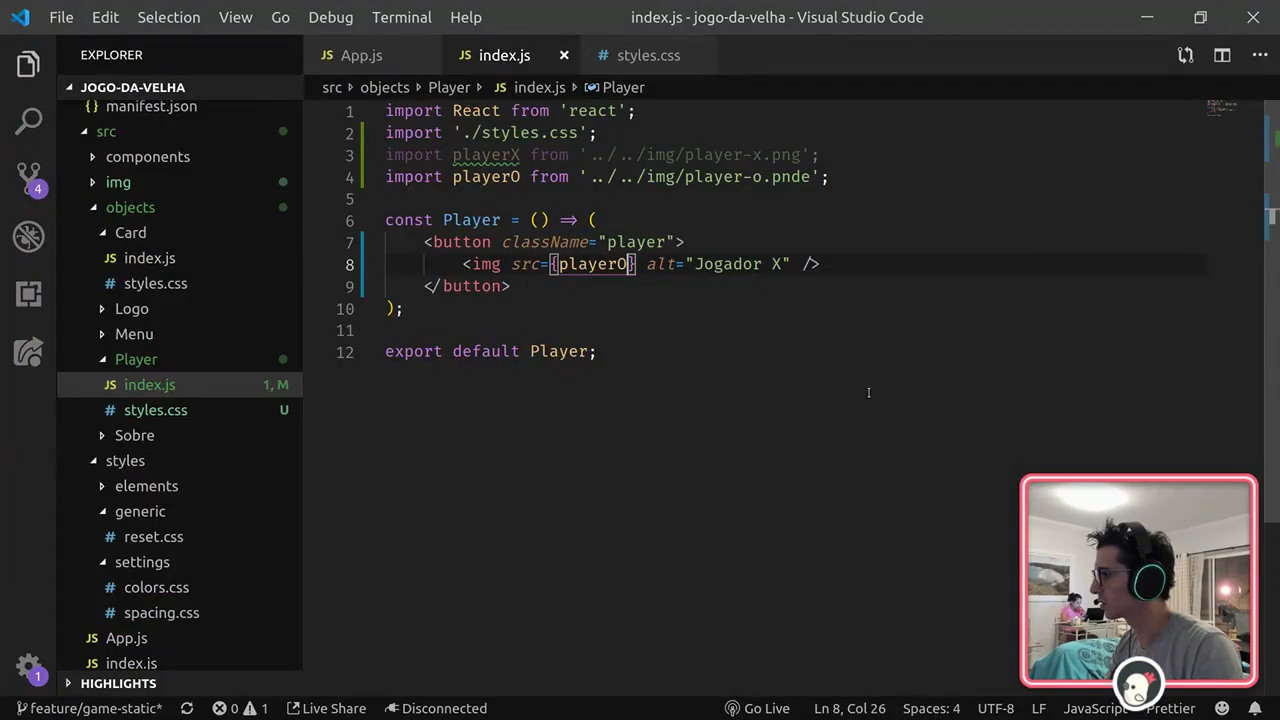 File Edit Selection View Go Debug Terminal Help index.js - jogo-da-velha - Visual Studio Code
EXPLORER JS App.js JS index.js # styles.css
JOGO-DA-VELHA src objects Player JS index.js Player
{} manifest.json
src
components
img
objects
Card
JS index.js
# styles.css
Logo
Menu
Player
JS index.js 1, M
# styles.css U
Sobre
styles
elements
generic
# reset.css
settings
# colors.css
# spacing.css
JS App.js
JS index.js
HIGHLIGHTS
4
1
1 import React from 'react';
2 import './styles.css';
3 import playerX from '../../img/player-x.png';
4 import playerO from '../../img/player-o.pnde';
5
6 const Player = () => (
7 <button className="player">
8 <img src={playerO} alt="Jogador X" />
9 </button>
10 );
11
12 export default Player;
feature/game-static* 0 1 Live Share Disconnected Go Live Ln 8, Col 26 Spaces: 4 UTF-8 LF JavaScript Prettier